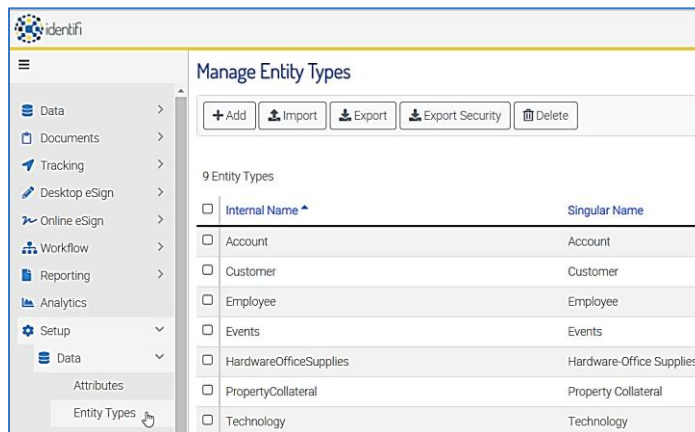 identifi
Manage Entity Types
Add Import Export Export Security Delete
9 Entity Types
Internal Name Singular Name
Account Account
Customer Customer
Employee Employee
Events Events
HardwareOfficeSupplies Hardware-Office Supplies
PropertyCollateral Property Collateral
Technology Technology
Data
Documents
Tracking
Desktop eSign
Online eSign
Workflow
Reporting
Analytics
Setup
Data
Attributes
Entity Types